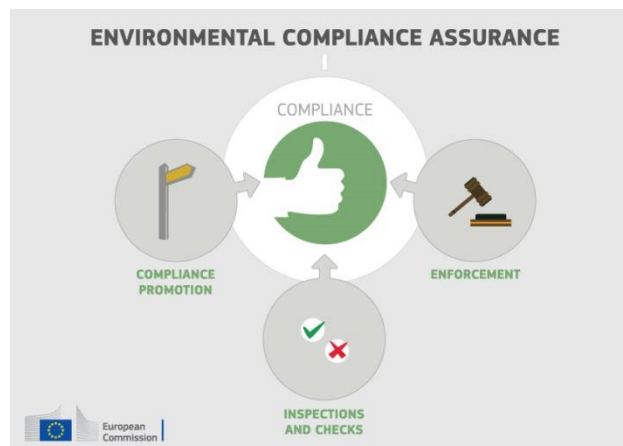 ENVIRONMENTAL COMPLIANCE ASSURANCE
COMPLIANCE
COMPLIANCE
PROMOTION
ENFORCEMENT
INSPECTIONS
AND CHECKS
European
Commission